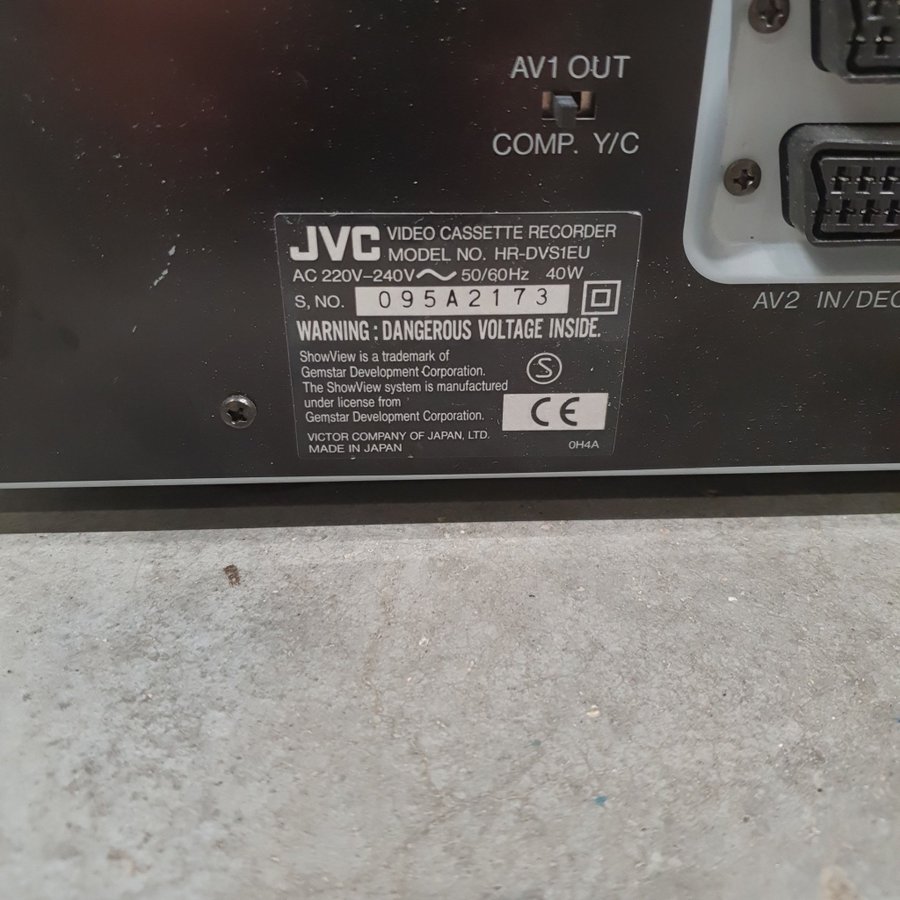 AV1 OUT
COMP. Y/C
JVC VIDEO CASSETTE RECORDER
MODEL NO. HR-DVS1EU
AC 220V–240V～ 50/60Hz 40W
S, NO. 095A2173
WARNING : DANGEROUS VOLTAGE INSIDE.
ShowView is a trademark of
Gemstar Development Corporation.
The ShowView system is manufactured
under license from
Gemstar Development Corporation.
S
CE
VICTOR COMPANY OF JAPAN, LTD.
MADE IN JAPAN
0H4A
AV2 IN/DEC